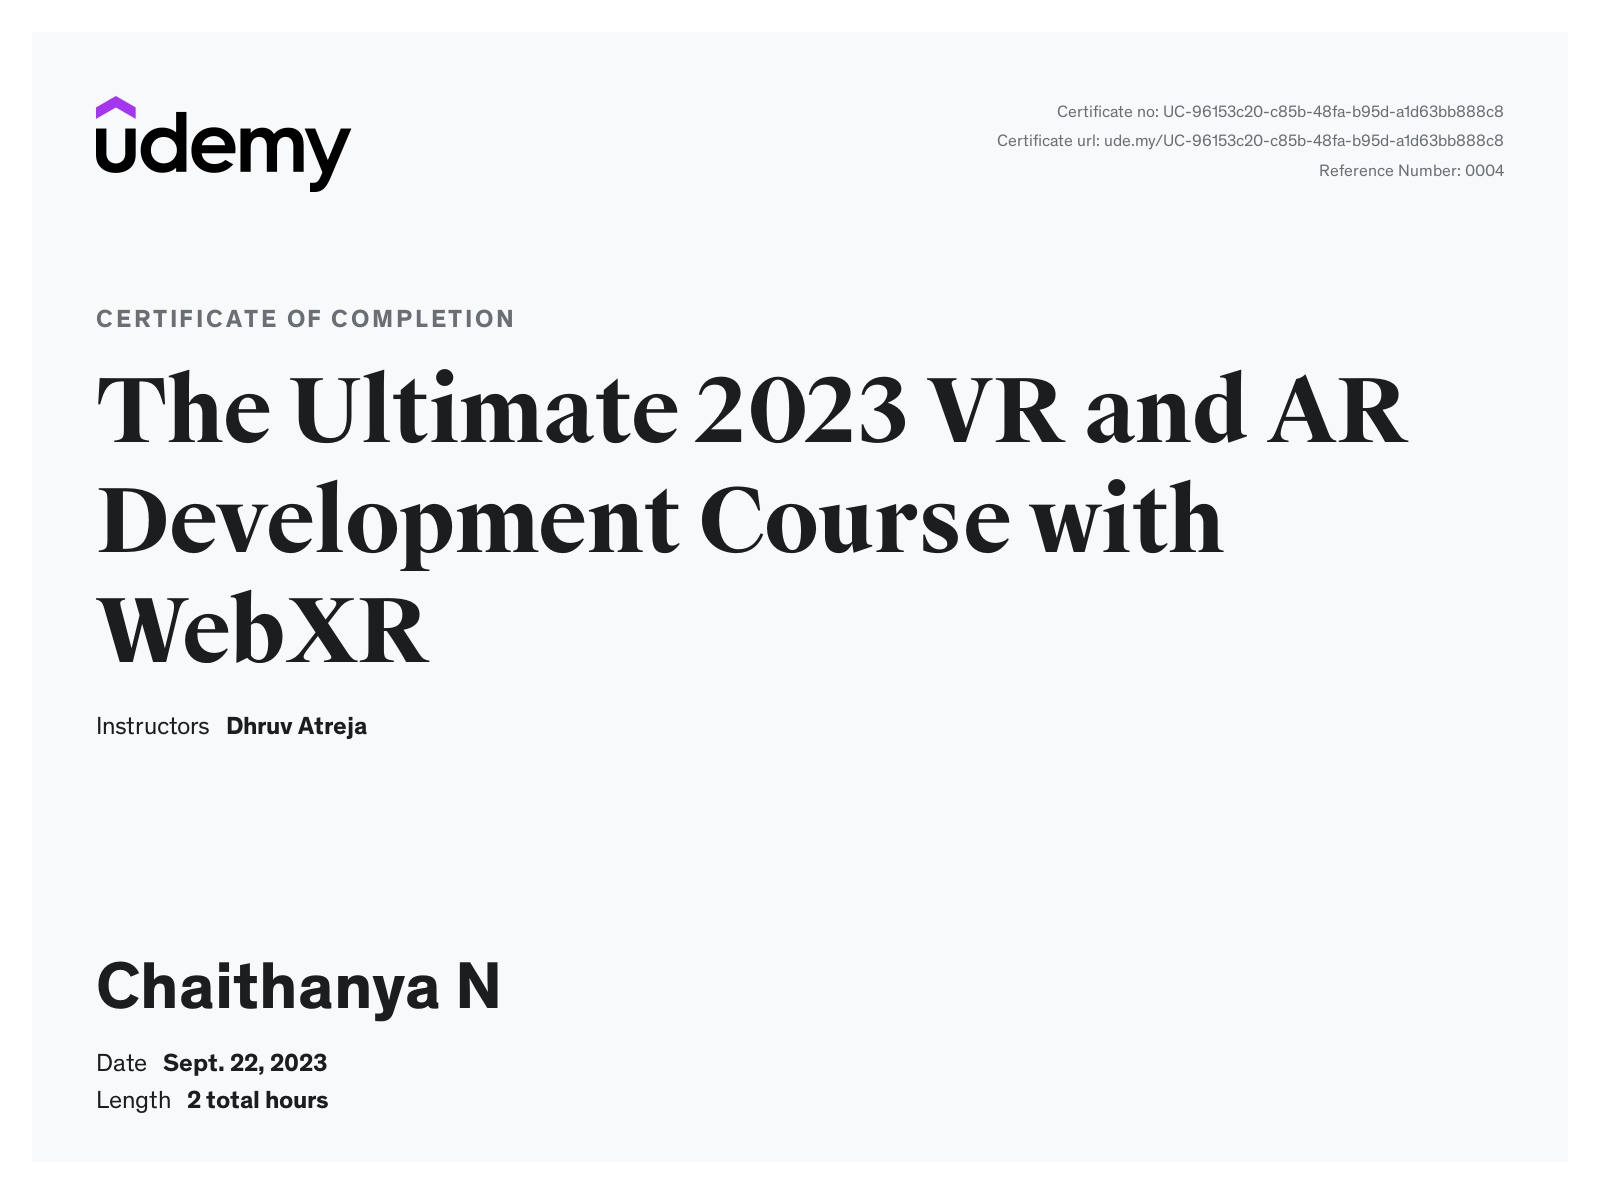 udemy
Certificate no: UC-96153c20-c85b-48fa-b95d-a1d63bb888c8
Certificate url: ude.my/UC-96153c20-c85b-48fa-b95d-a1d63bb888c8
Reference Number: 0004
CERTIFICATE OF COMPLETION
The Ultimate 2023 VR and AR
Development Course with
WebXR
Instructors Dhruv Atreja
Chaithanya N
Date Sept. 22, 2023
Length 2 total hours